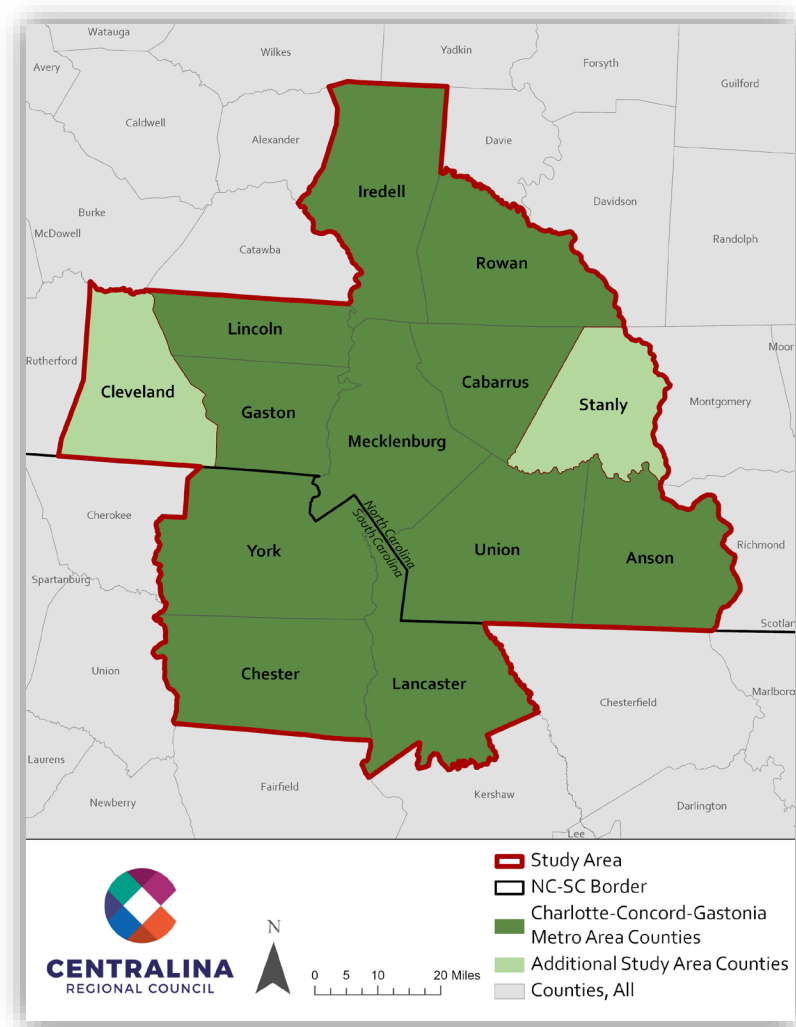 Watauga
Wilkes
Yadkin
Forsyth
Avery
Guilford
Caldwell
Alexander
Davie
Iredell
Davidson
Burke
McDowell
Randolph
Catawba
Rowan
Lincoln
Rutherford
Moor
Cleveland
Cabarrus
Stanly
Montgomery
Gaston
Mecklenburg
Cherokee
North Carolina
South Carolina
York
Union
Anson
Richmond
Spartanburg
Scotlan
Union
Chester
Lancaster
Chesterfield
Marlboro
Laurens
Fairfield
Kershaw
Newberry
Darlington
Lee
Study Area
NC-SC Border
Charlotte-Concord-Gastonia
Metro Area Counties
Additional Study Area Counties
Counties, All
CENTRALINA
REGIONAL COUNCIL
N
0 5 10 20 Miles